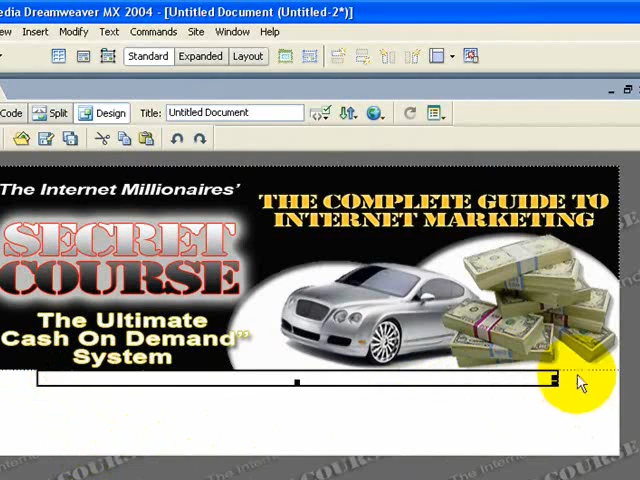 edia Dreamweaver MX 2004 - [Untitled Document (Untitled-2*)]
ew Insert Modify Text Commands Site Window Help
Standard Expanded Layout
Code Split Design Title: Untitled Document
The Internet Millionaires'
SECRET
COURSE
The Ultimate
Cash On Demand"
System
THE COMPLETE GUIDE TO
INTERNET MARKETING